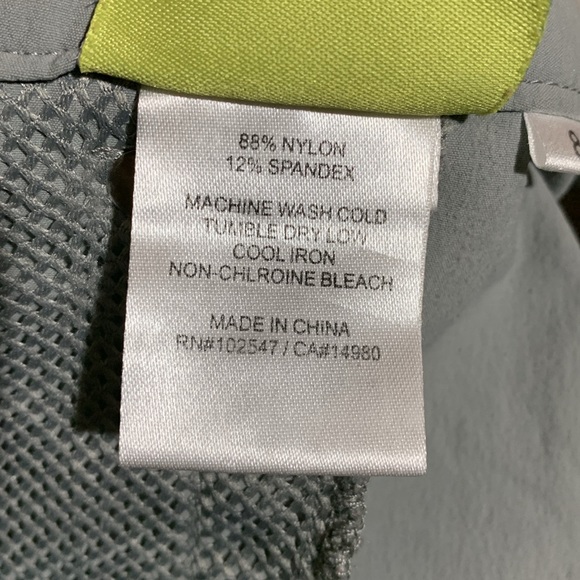 88% NYLON
12% SPANDEX
MACHINE WASH COLD
TUMBLE DRY LOW
COOL IRON
NON-CHLROINE BLEACH
MADE IN CHINA
RN#102547 / CA#14980
8